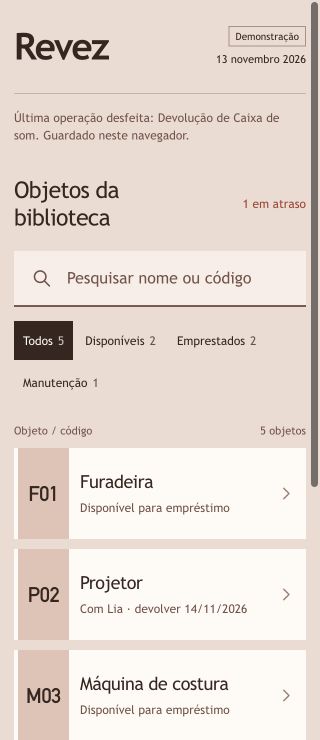 Revez
Demonstração
13 novembro 2026
Última operação desfeita: Devolução de Caixa de
som. Guardado neste navegador.
Objetos da
biblioteca
1 em atraso
Pesquisar nome ou código
Todos 5
Disponíveis 2
Emprestados 2
Manutenção 1
Objeto / código
5 objetos
F01
Furadeira
Disponível para empréstimo
P02
Projetor
Com Lia · devolver 14/11/2026
M03
Máquina de costura
Disponível para empréstimo